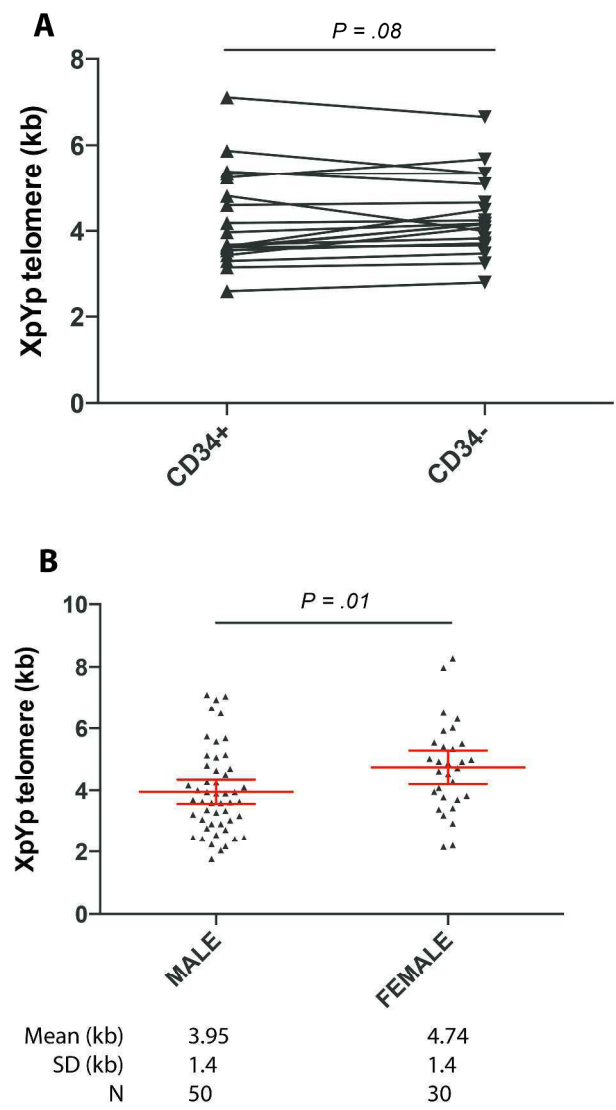 A
P = .08
XpYp telomere (kb)
8
6
4
2
0
CD34+
CD34-
B
P = .01
XpYp telomere (kb)
10
8
6
4
2
0
MALE
FEMALE
Mean (kb) 3.95 4.74
SD (kb) 1.4 1.4
N 50 30